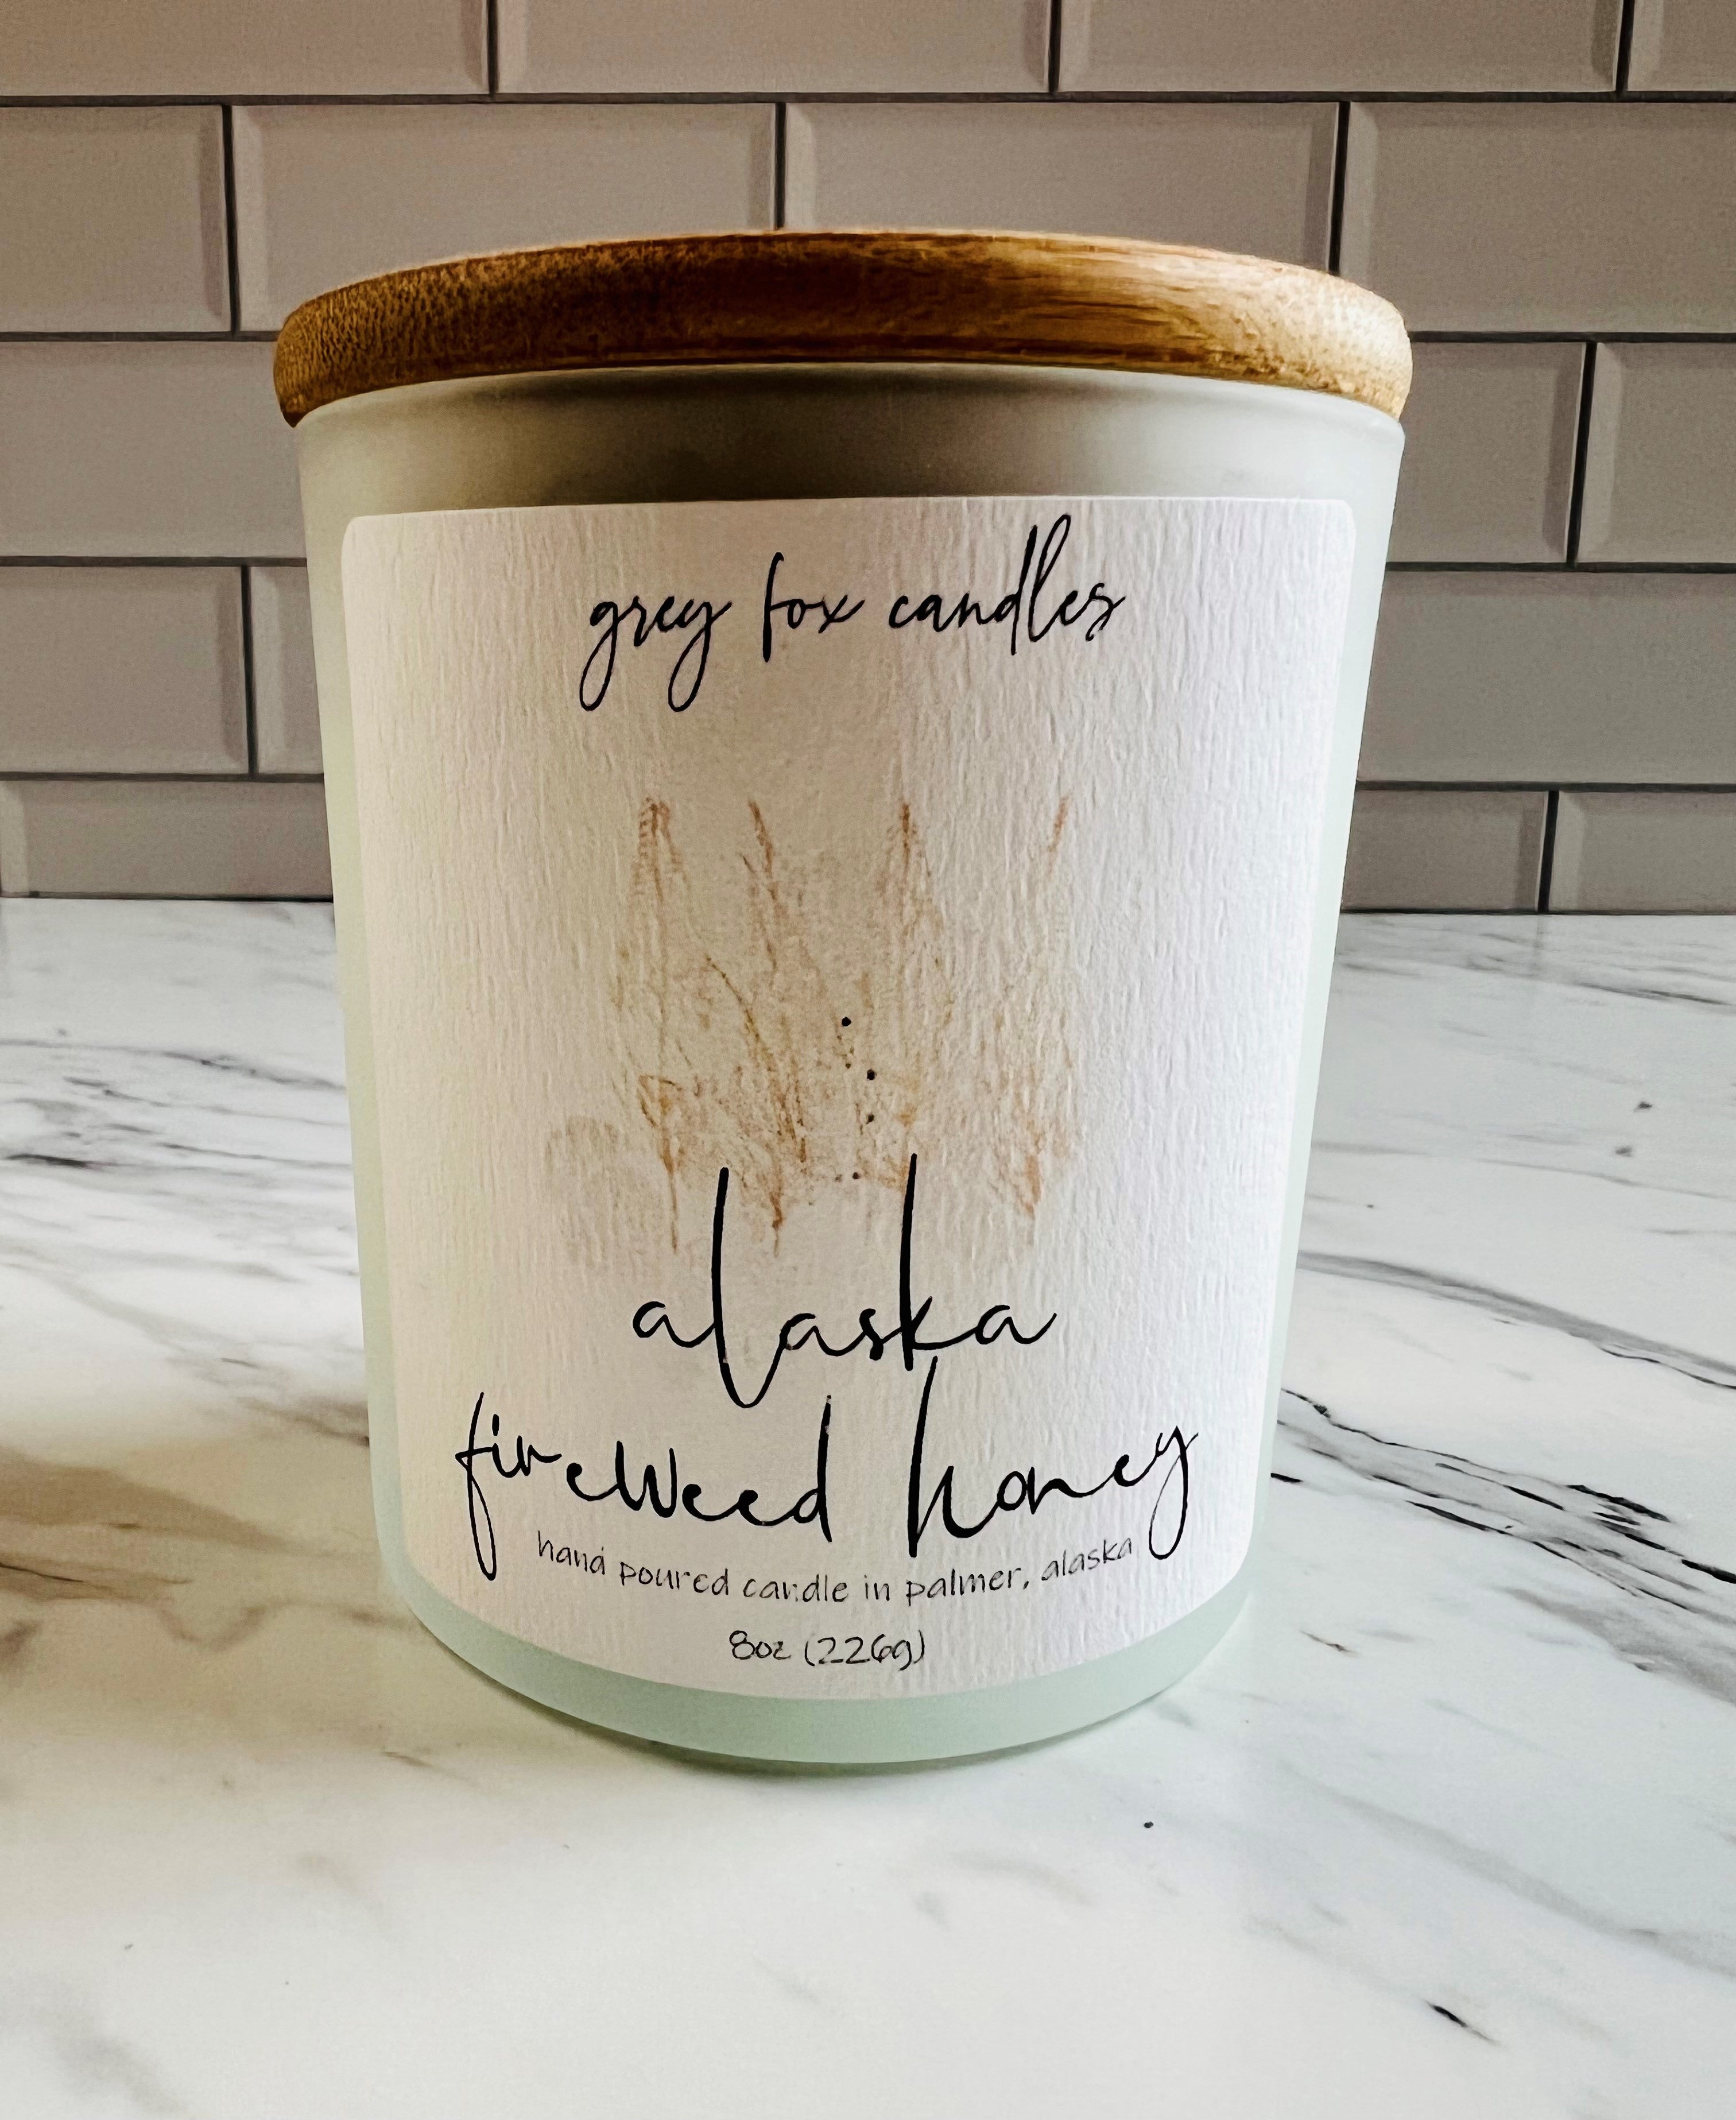 grey fox candles
alaska
fireweed honey
hand poured candle in palmer, alaska
8oz (226g)